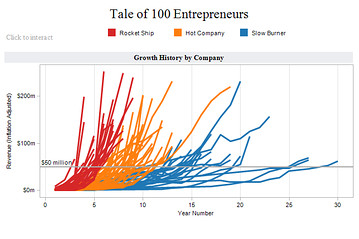 Tale of 100 Entrepreneurs
Rocket Ship Hot Company Slow Burner
Click to interact
Growth History by Company
Revenue (Inflation Adjusted)
$200m
$100m
$50 million
$0m
0 5 10 15 20 25 30
Year Number